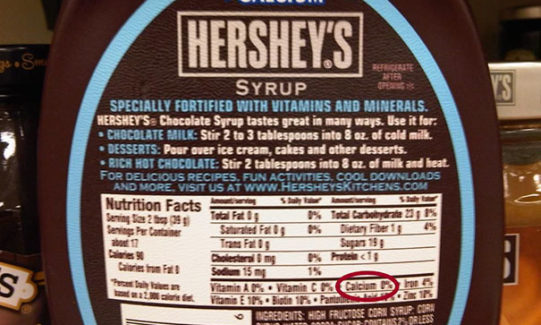 CALCIUM
HERSHEY'S
SYRUP
REFRIGERATE
AFTER
OPENING
SPECIALLY FORTIFIED WITH VITAMINS AND MINERALS.
HERSHEY'S® Chocolate Syrup tastes great in many ways. Use it for:
• CHOCOLATE MILK: Stir 2 to 3 tablespoons into 8 oz. of cold milk.
• DESSERTS: Pour over ice cream, cakes and other desserts.
• RICH HOT CHOCOLATE: Stir 2 tablespoons into 8 oz. of milk and heat.
FOR DELICIOUS RECIPES, FUN ACTIVITIES, COOL DOWNLOADS
AND MORE, VISIT US AT WWW.HERSHEYSKITCHENS.COM
Nutrition Facts
Serving Size 2 tbsp (39 g)
Servings Per Container
about 17
Calories 90
Calories from Fat 0
*Percent Daily Values are
based on a 2,000 calorie diet.
Amount/serving % Daily Value* Amount/serving % Daily Value*
Total Fat 0 g 0% Total Carbohydrate 23 g 8%
Saturated Fat 0 g 0% Dietary Fiber 1 g 4%
Trans Fat 0 g Sugars 19 g
Cholesterol 0 mg 0% Protein < 1 g
Sodium 15 mg 1%
Vitamin A 0% • Vitamin C 0% Calcium 0% Iron 4%
Vitamin E 10% • Biotin 10% • • Zinc 10%
INGREDIENTS: HIGH FRUCTOSE CORN SYRUP; CORN
OR LESS
Y'S
S